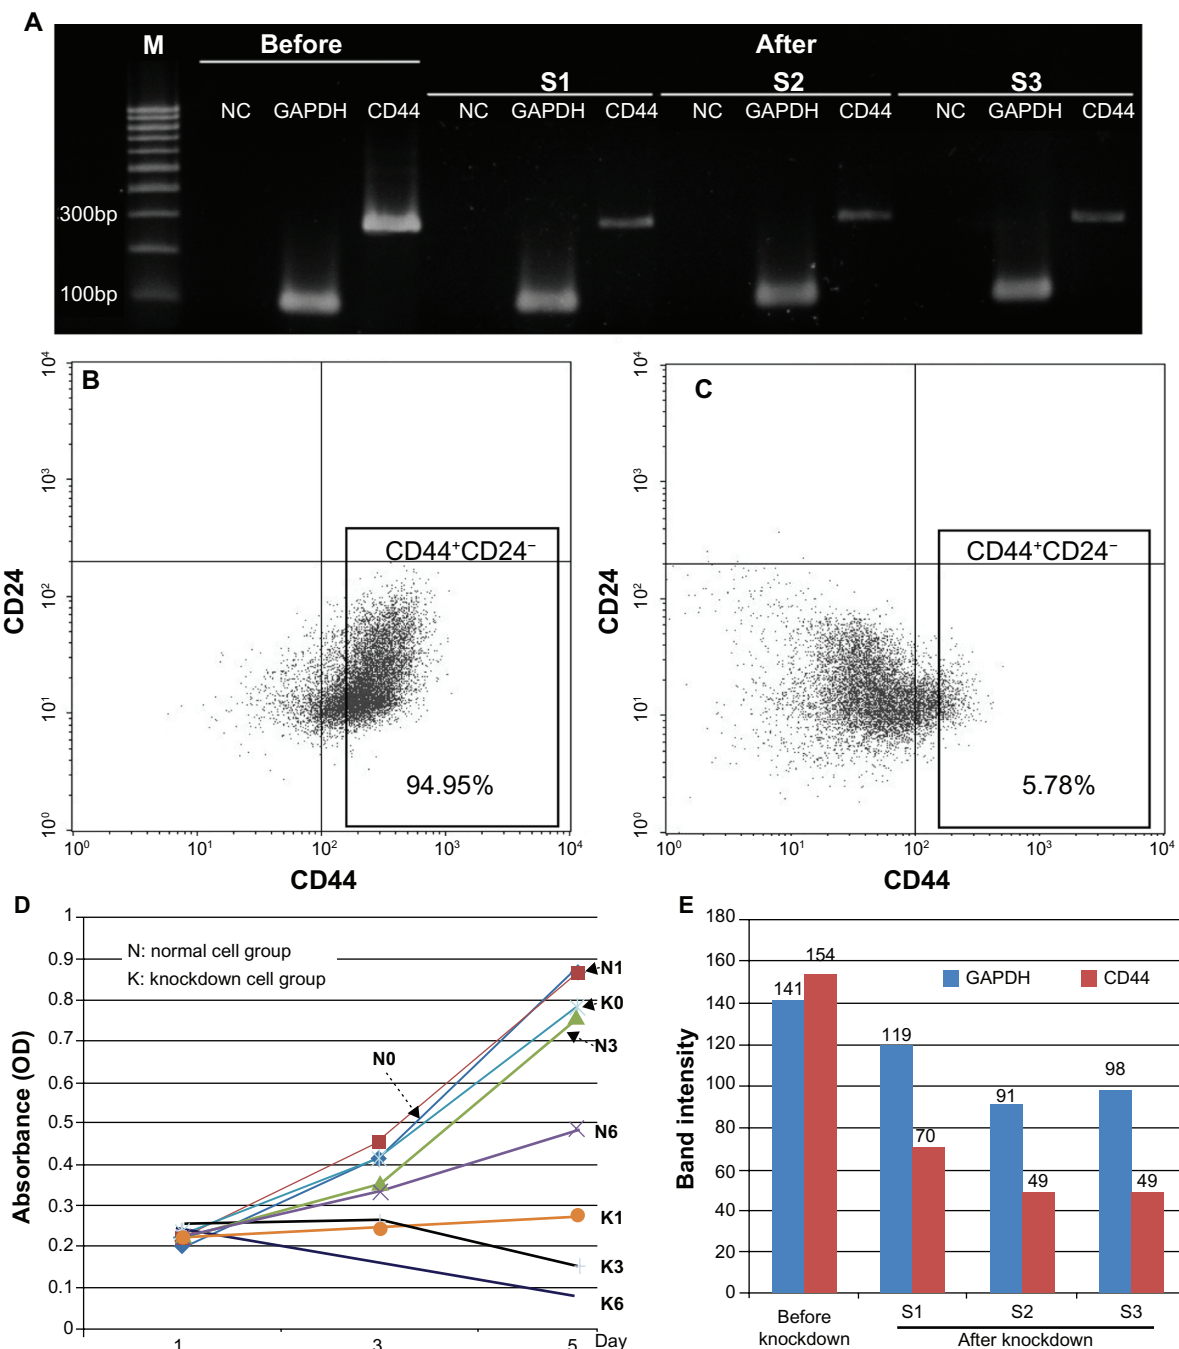 A
M
Before
After
S1
S2
S3
NC GAPDH CD44 NC GAPDH CD44 NC GAPDH CD44 NC GAPDH CD44
300bp
100bp
B
10⁴
10³
10²
10¹
10⁰
CD24
CD44⁺CD24⁻
94.95%
10⁰ 10¹ 10² 10³ 10⁴
CD44
C
10⁴
10³
10²
10¹
10⁰
CD24
CD44⁺CD24⁻
5.78%
10⁰ 10¹ 10² 10³ 10⁴
CD44
D
1
0.9
0.8
0.7
0.6
0.5
0.4
0.3
0.2
0.1
0
Absorbance (OD)
N: normal cell group
K: knockdown cell group
N0
N1
K0
N3
N6
K1
K3
K6
1 3 5 Day
E
180
160
140
120
100
80
60
40
20
0
Band intensity
GAPDH CD44
141 154
119 70
91 49
98 49
Before knockdown
S1 S2 S3
After knockdown